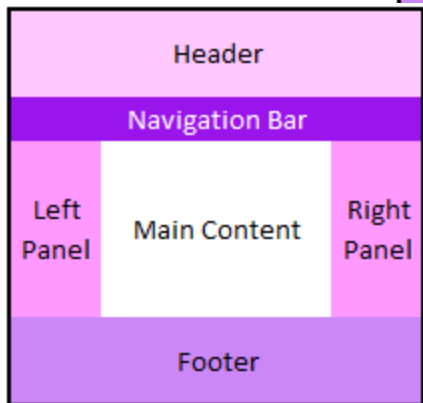 Header
Navigation Bar
Left
Panel
Main Content
Right
Panel
Footer